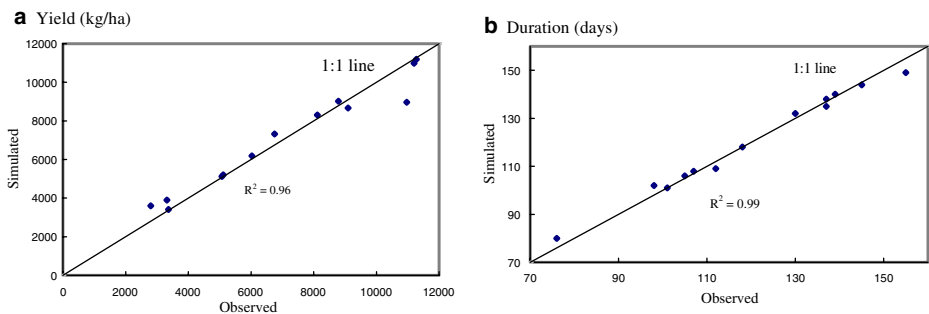 a Yield (kg/ha)
12000
10000
8000
6000
4000
2000
0
Simulated
1:1 line
R² = 0.96
0 2000 4000 6000 8000 10000 12000
Observed
b Duration (days)
150
130
110
90
70
Simulated
1:1 line
R² = 0.99
70 90 110 130 150
Observed